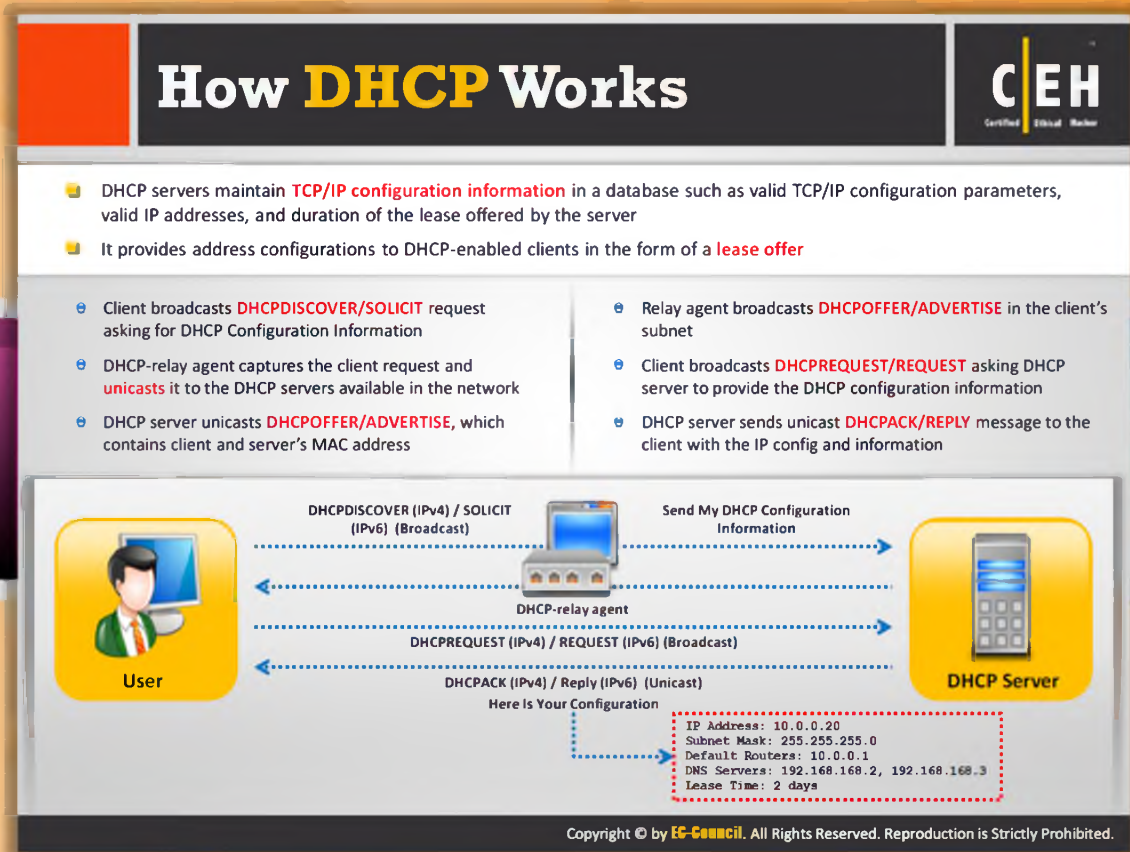 How DHCP Works
C EH
Certified Ethical Hacker
DHCP servers maintain TCP/IP configuration information in a database such as valid TCP/IP configuration parameters,
valid IP addresses, and duration of the lease offered by the server
It provides address configurations to DHCP-enabled clients in the form of a lease offer
Client broadcasts DHCPDISCOVER/SOLICIT request
asking for DHCP Configuration Information
DHCP-relay agent captures the client request and
unicasts it to the DHCP servers available in the network
DHCP server unicasts DHCPOFFER/ADVERTISE, which
contains client and server's MAC address
Relay agent broadcasts DHCPOFFER/ADVERTISE in the client's
subnet
Client broadcasts DHCPREQUEST/REQUEST asking DHCP
server to provide the DHCP configuration information
DHCP server sends unicast DHCPACK/REPLY message to the
client with the IP config and information
DHCPDISCOVER (IPv4) / SOLICIT
(IPv6) (Broadcast)
Send My DHCP Configuration
Information
DHCP-relay agent
DHCPREQUEST (IPv4) / REQUEST (IPv6) (Broadcast)
User
DHCPACK (IPv4) / Reply (IPv6) (Unicast)
DHCP Server
Here Is Your Configuration
IP Address: 10.0.0.20
Subnet Mask: 255.255.255.0
Default Routers: 10.0.0.1
DNS Servers: 192.168.168.2, 192.168.168.3
Lease Time: 2 days
Copyright © by EC-Council. All Rights Reserved. Reproduction is Strictly Prohibited.